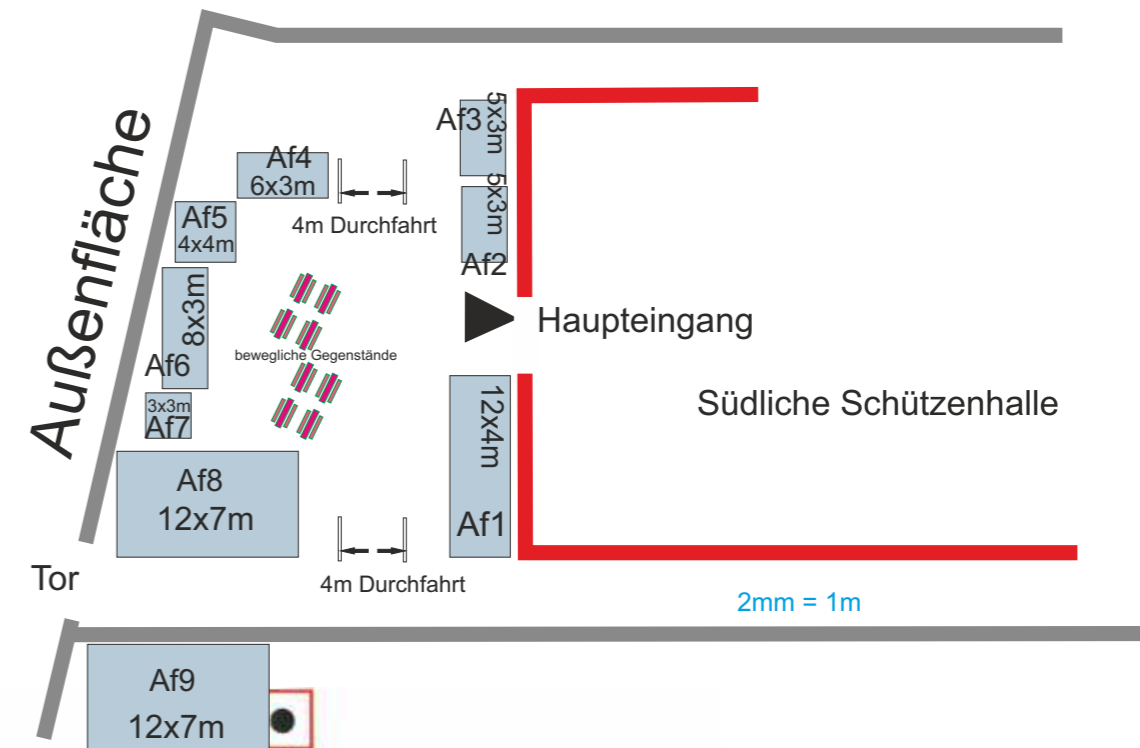 Außenfläche
Af3
5x3m
Af4
6x3m
5x3m
Af5
4x4m
4m Durchfahrt
Af2
8x3m
Haupteingang
bewegliche Gegenstände
Af6
12x4m
3x3m
Af7
Südliche Schützenhalle
Af8
12x7m
Af1
Tor
4m Durchfahrt
2mm = 1m
Af9
12x7m